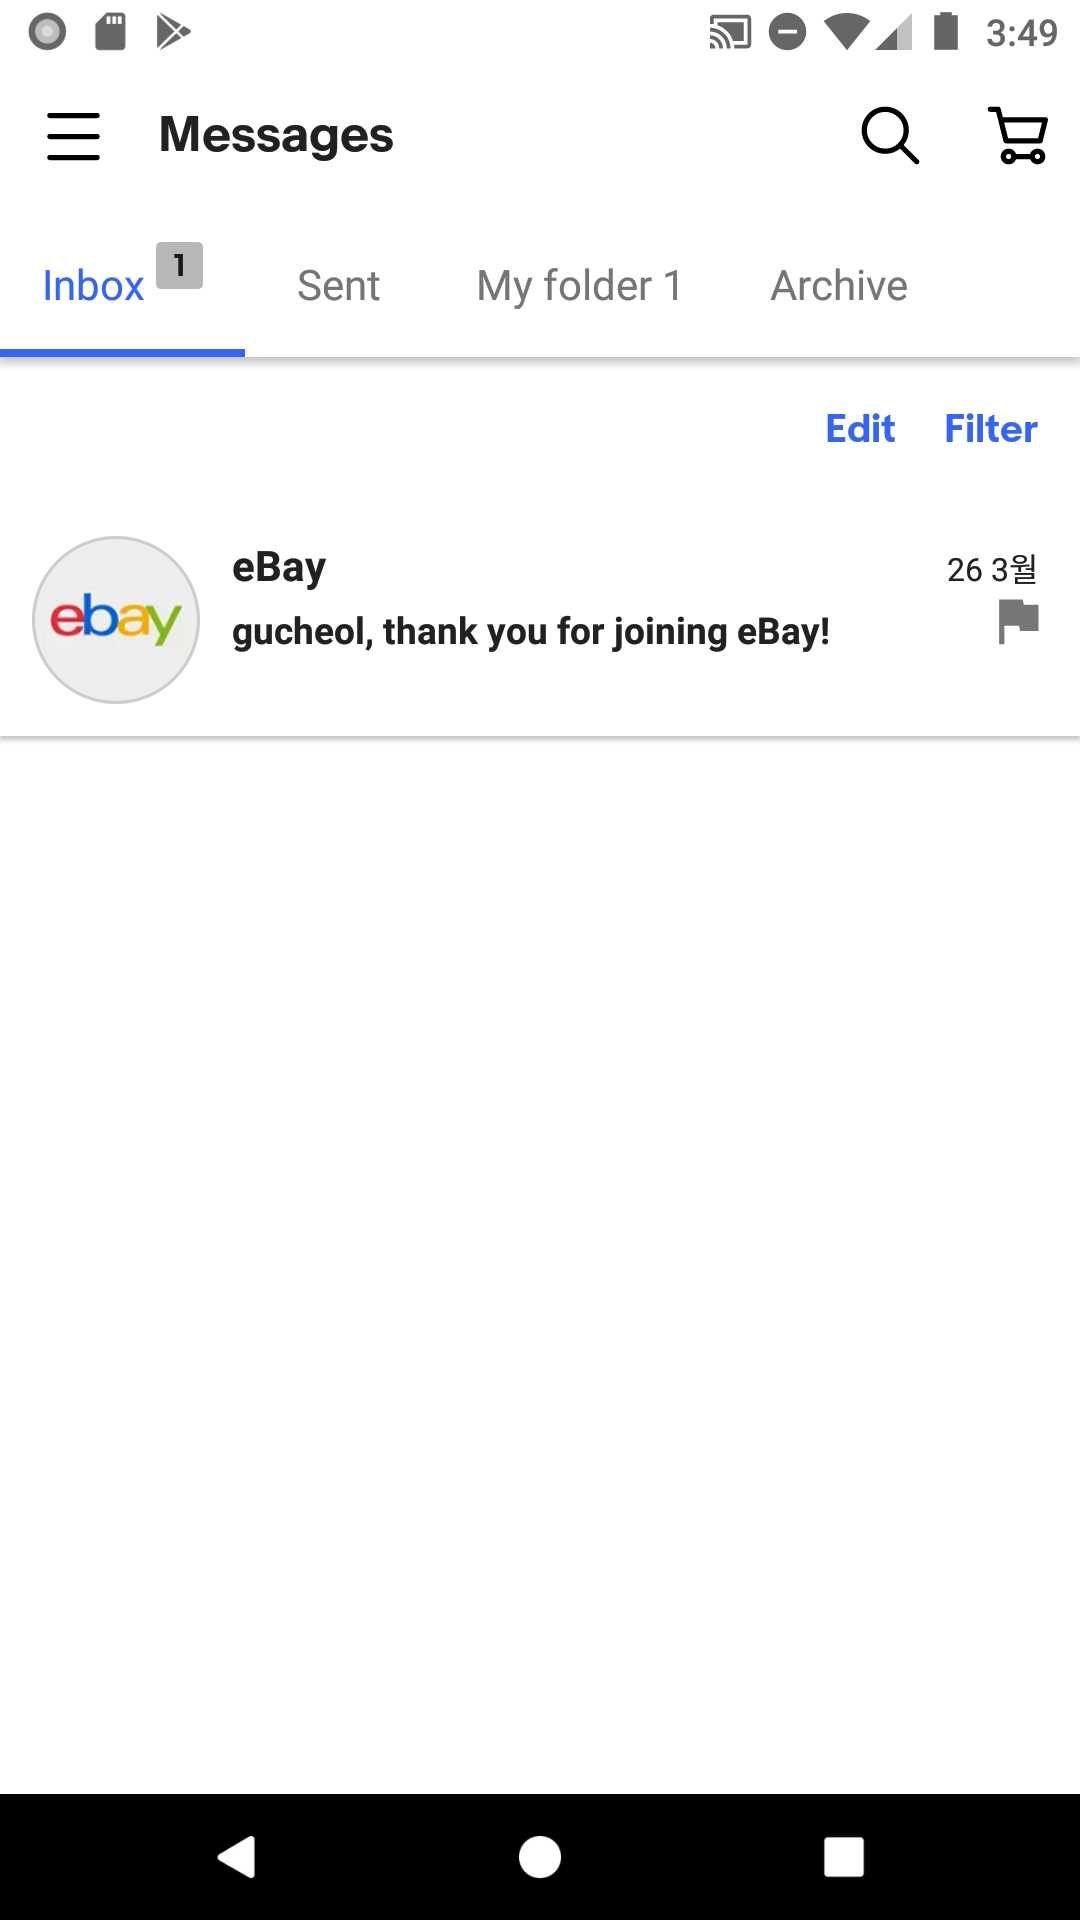 3:49
Messages
Inbox 1 Sent My folder 1 Archive
Edit Filter
ebay
eBay
26 3월
gucheol, thank you for joining eBay!